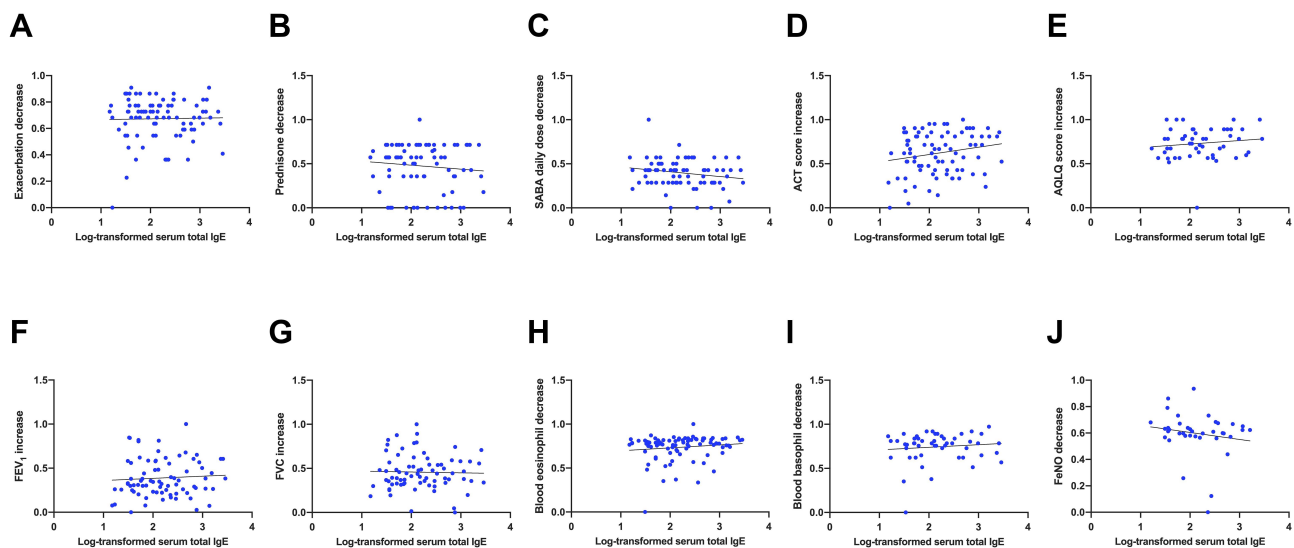 A
B
C
D
E
Exacerbation decrease
1.0
0.8
0.6
0.4
0.2
0.0
0 1 2 3 4
Log-transformed serum total IgE
Prednisone decrease
1.5
1.0
0.5
0.0
0 1 2 3 4
Log-transformed serum total IgE
SABA daily dose decrease
1.5
1.0
0.5
0.0
0 1 2 3 4
Log-transformed serum total IgE
ACT score increase
1.5
1.0
0.5
0.0
0 1 2 3 4
Log-transformed serum total IgE
AQLQ score increase
1.5
1.0
0.5
0.0
0 1 2 3 4
Log-transformed serum total IgE
F
G
H
I
J
FEV₁ increase
1.5
1.0
0.5
0.0
0 1 2 3 4
Log-transformed serum total IgE
FVC increase
1.5
1.0
0.5
0.0
0 1 2 3 4
Log-transformed serum total IgE
Blood eosinophil decrease
1.5
1.0
0.5
0.0
0 1 2 3 4
Log-transformed serum total IgE
Blood basophil decrease
1.5
1.0
0.5
0.0
0 1 2 3 4
Log-transformed serum total IgE
FeNO decrease
1.0
0.8
0.6
0.4
0.2
0.0
0 1 2 3 4
Log-transformed serum total IgE